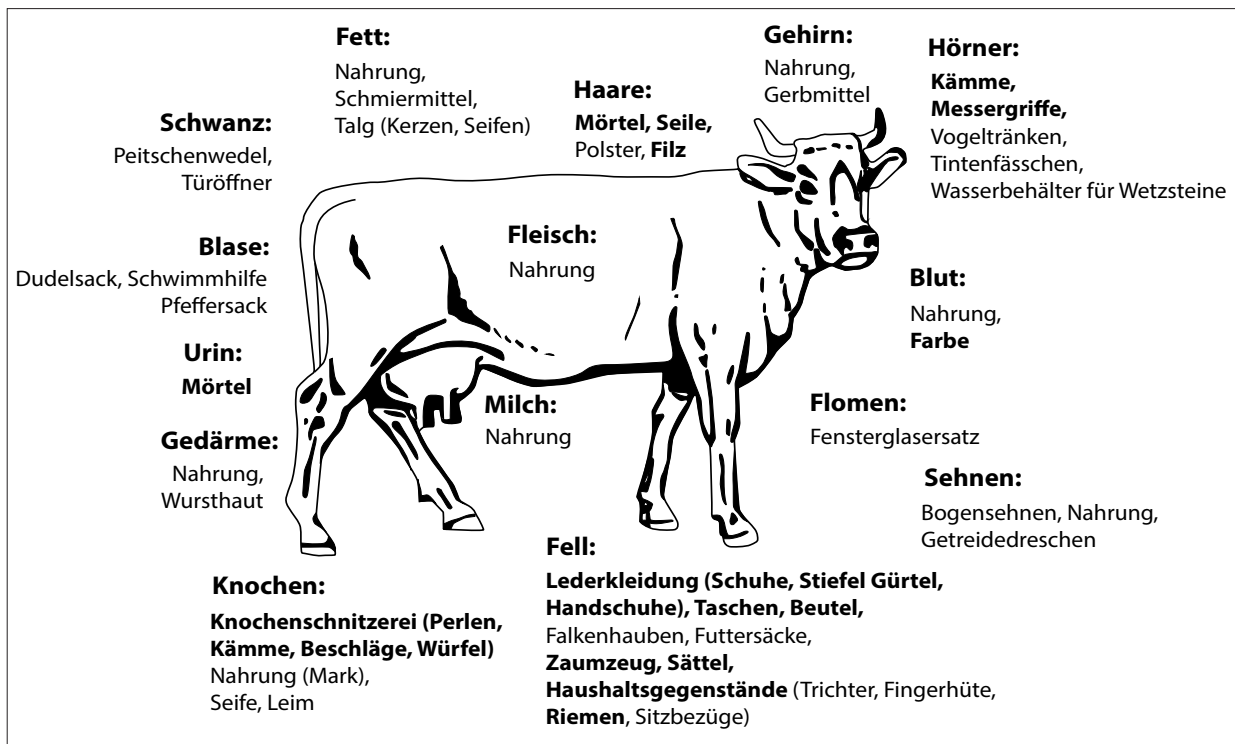 Fett:
Nahrung,
Schmiermittel,
Talg (Kerzen, Seifen)
Gehirn:
Nahrung,
Gerbmittel
Hörner:
Kämme,
Messergriffe,
Vogeltränken,
Tintenfässchen,
Wasserbehälter für Wetzsteine
Haare:
Mörtel, Seile,
Polster, Filz
Schwanz:
Peitschenwedel,
Türöffner
Blase:
Dudelsack, Schwimmhilfe
Pfeffersack
Fleisch:
Nahrung
Blut:
Nahrung,
Farbe
Urin:
Mörtel
Milch:
Nahrung
Flomen:
Fensterglasersatz
Gedärme:
Nahrung,
Wursthaut
Sehnen:
Bogensehnen, Nahrung,
Getreidedreschen
Knochen:
Knochenschnitzerei (Perlen,
Kämme, Beschläge, Würfel)
Nahrung (Mark),
Seife, Leim
Fell:
Lederkleidung (Schuhe, Stiefel Gürtel,
Handschuhe), Taschen, Beutel,
Falkenhauben, Futtersäcke,
Zaumzeug, Sättel,
Haushaltsgegenstände (Trichter, Fingerhüte,
Riemen, Sitzbezüge)